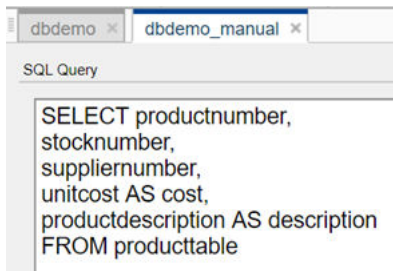 dbdemo × dbdemo_manual ×
SQL Query
SELECT productnumber,
stocknumber,
suppliernumber,
unitcost AS cost,
productdescription AS description
FROM producttable